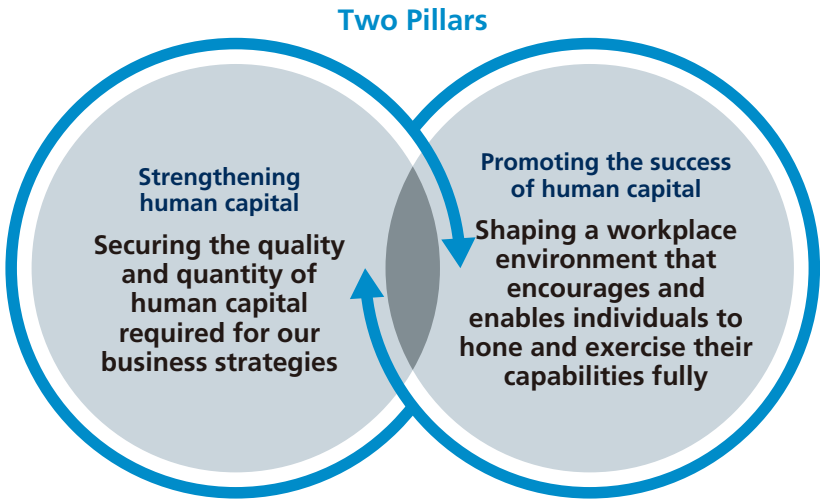 Two Pillars
Strengthening
human capital
Securing the quality
and quantity of
human capital
required for our
business strategies
Promoting the success
of human capital
Shaping a workplace
environment that
encourages and
enables individuals to
hone and exercise their
capabilities fully